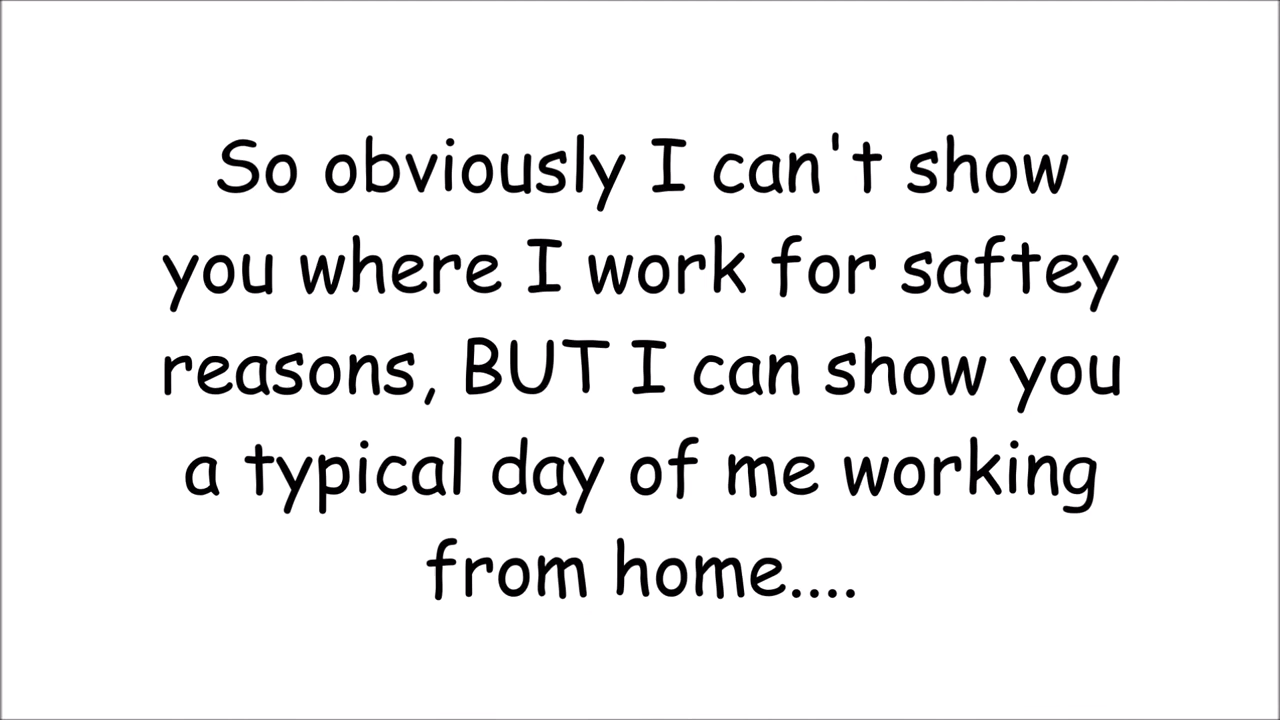 So obviously I can't show
you where I work for saftey
reasons, BUT I can show you
a typical day of me working
from home....